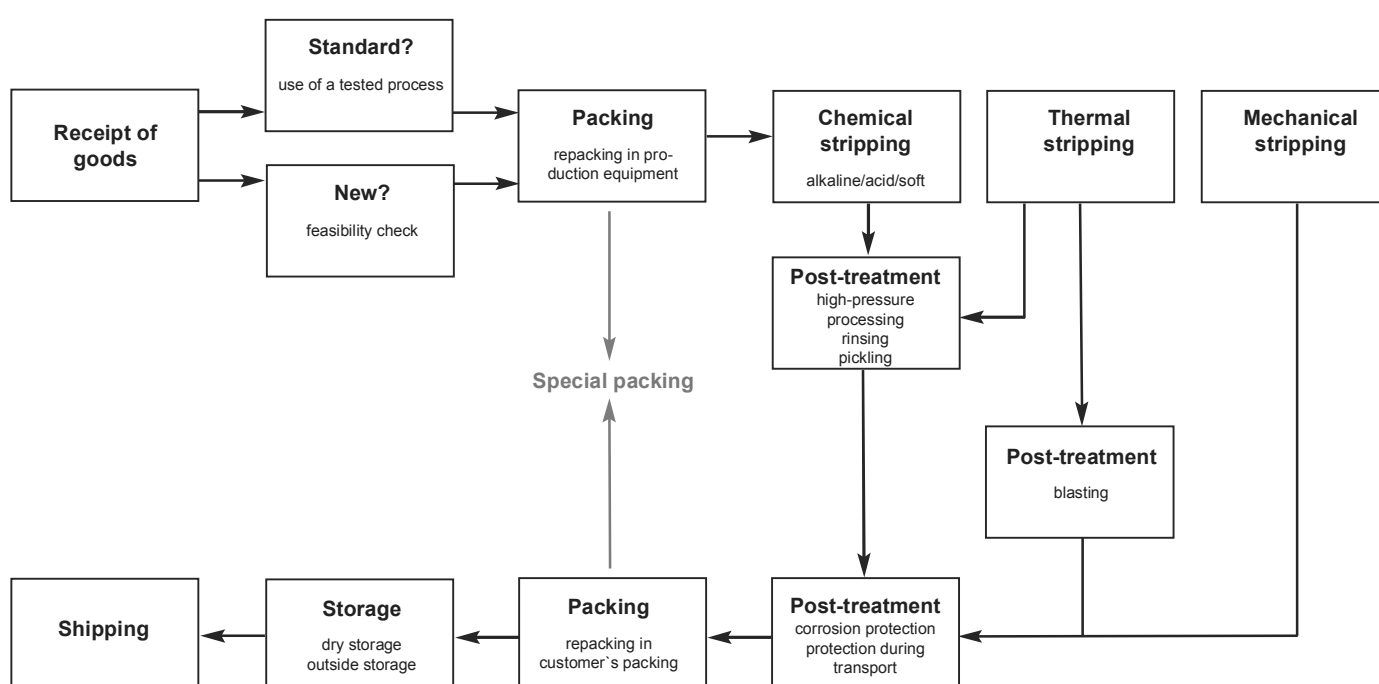 Standard?
use of a tested process
Receipt of
goods
New?
feasibility check
Packing
repacking in pro-
duction equipment
Chemical
stripping
alkaline/acid/soft
Thermal
stripping
Mechanical
stripping
Post-treatment
high-pressure
processing
rinsing
pickling
Special packing
Post-treatment
blasting
Shipping
Storage
dry storage
outside storage
Packing
repacking in
customer`s packing
Post-treatment
corrosion protection
protection during
transport